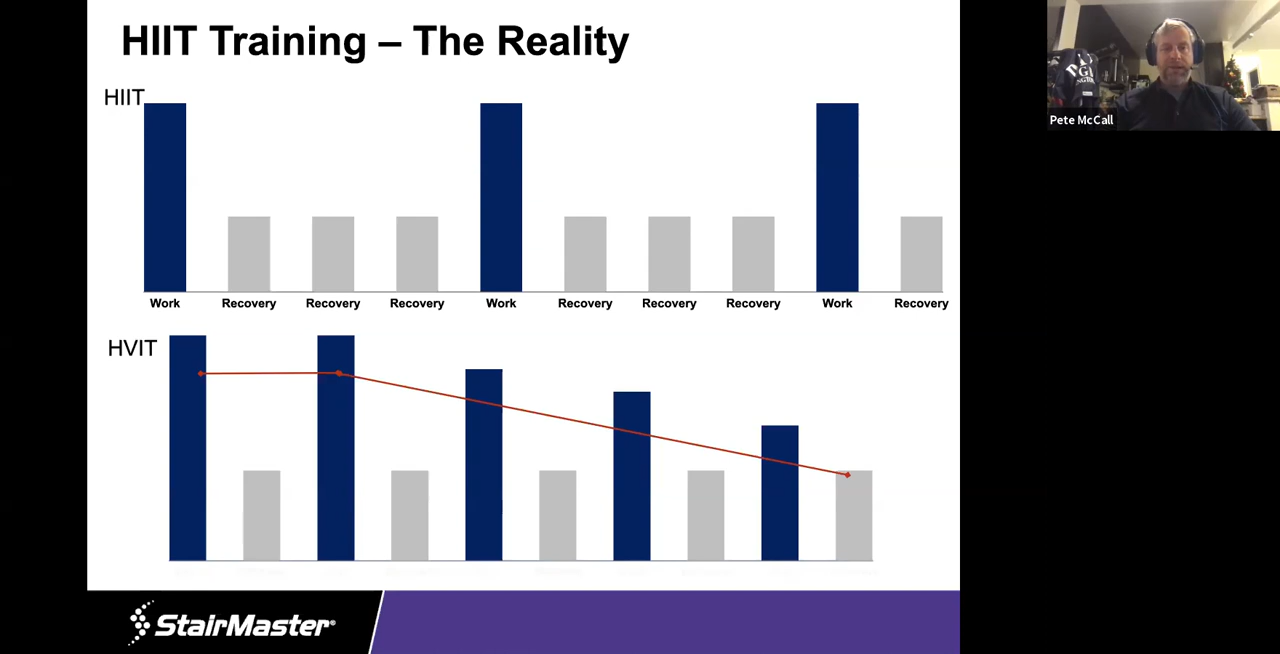 HIIT Training – The Reality
HIIT
Work Recovery Recovery Recovery Work Recovery Recovery Recovery Work Recovery
HVIT
StairMaster®
Pete McCall